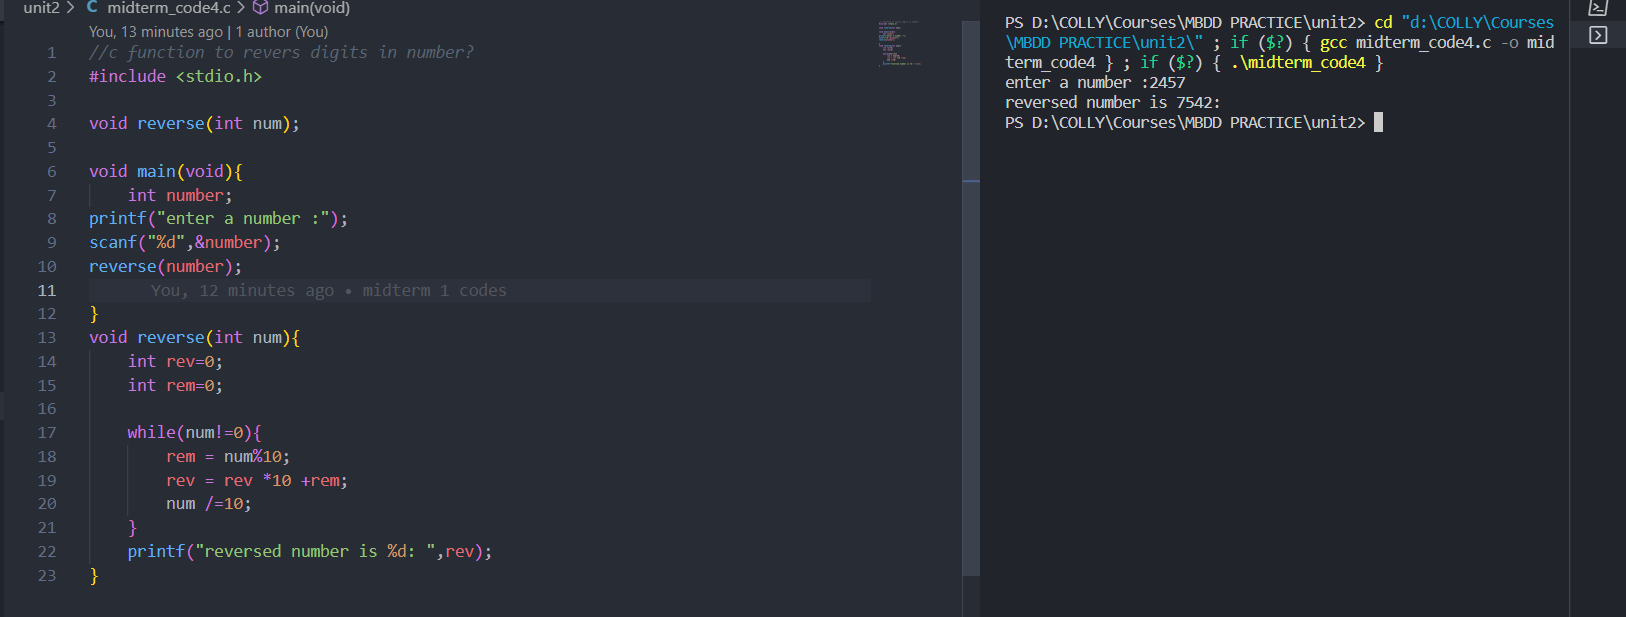 unit2 > C midterm_code4.c > main(void)
You, 13 minutes ago | 1 author (You)
1 //c function to revers digits in number?
2 #include <stdio.h>
3
4 void reverse(int num);
5
6 void main(void){
7 int number;
8 printf("enter a number :");
9 scanf("%d",&number);
10 reverse(number);
11 You, 12 minutes ago • midterm 1 codes
12 }
13 void reverse(int num){
14 int rev=0;
15 int rem=0;
16
17 while(num!=0){
18 rem = num%10;
19 rev = rev *10 +rem;
20 num /=10;
21 }
22 printf("reversed number is %d: ",rev);
23 }
PS D:\COLLY\Courses\MBDD PRACTICE\unit2> cd "d:\COLLY\Courses
\MBDD PRACTICE\unit2\" ; if ($?) { gcc midterm_code4.c -o mid
term_code4 } ; if ($?) { .\midterm_code4 }
enter a number :2457
reversed number is 7542:
PS D:\COLLY\Courses\MBDD PRACTICE\unit2>